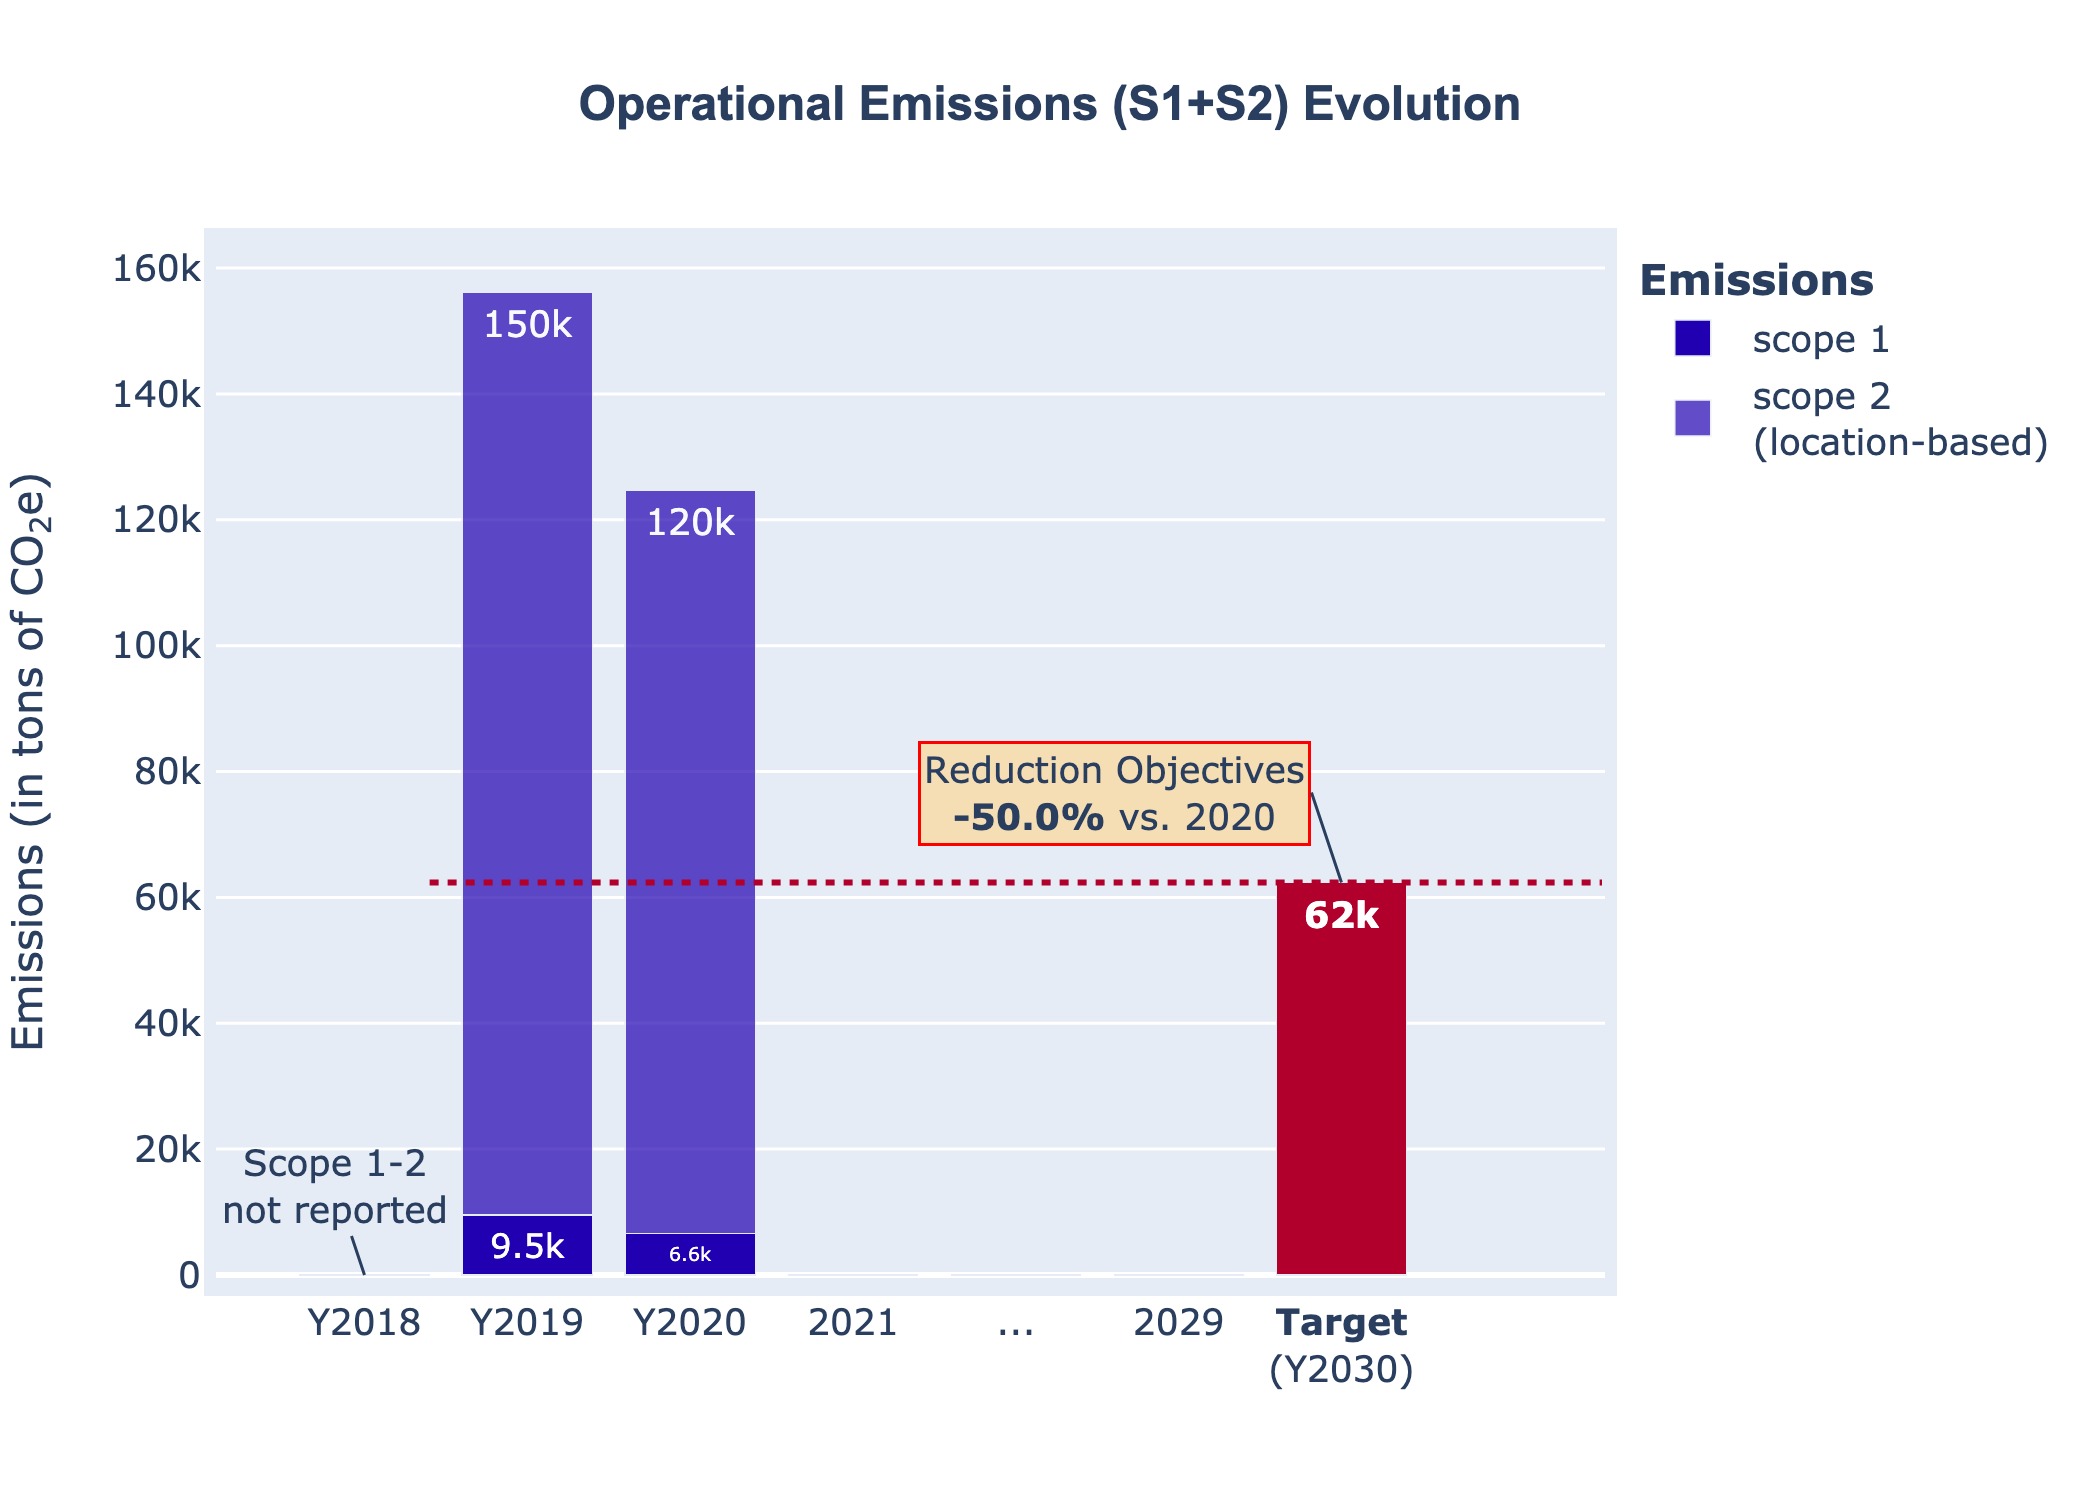 Operational Emissions (S1+S2) Evolution
Emissions (in tons of CO₂e)
160k
140k
120k
100k
80k
60k
40k
20k
0
150k
9.5k
120k
6.6k
62k
Scope 1-2
not reported
Reduction Objectives
-50.0% vs. 2020
Y2018
Y2019
Y2020
2021
...
2029
Target
(Y2030)
Emissions
scope 1
scope 2
(location-based)